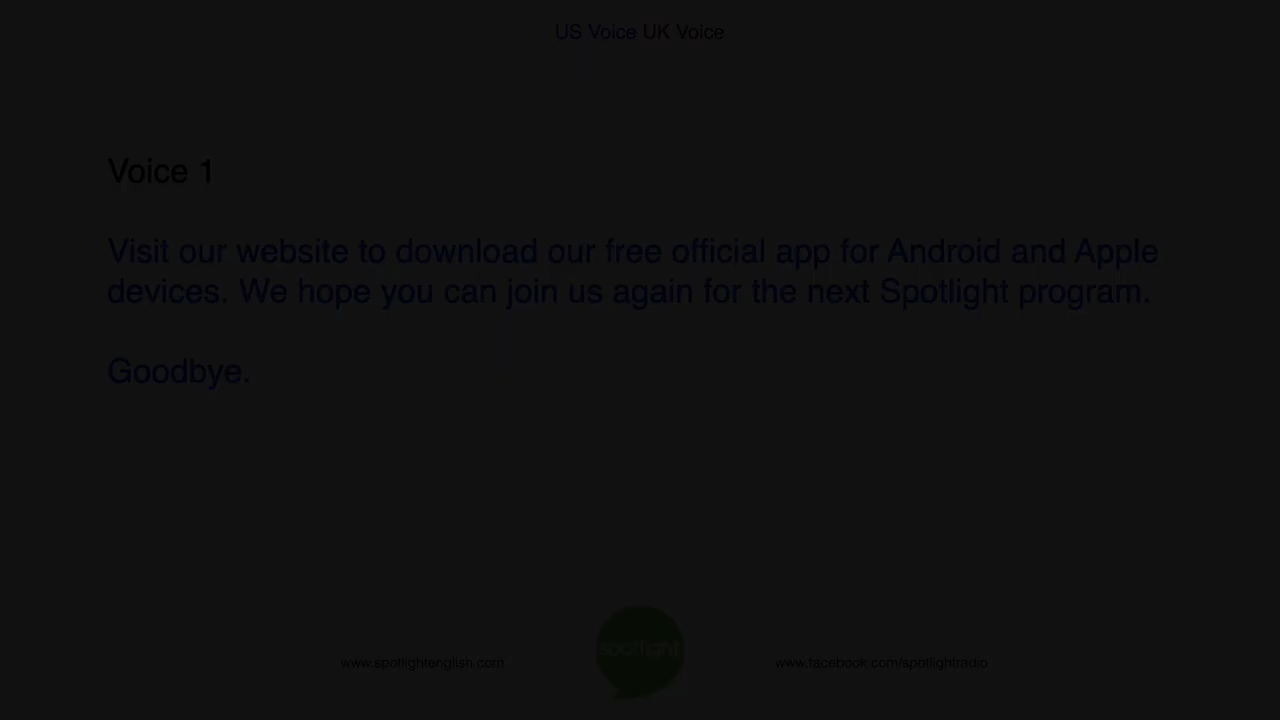 US Voice UK Voice
Voice 1
Visit our website to download our free official app for Android and Apple
devices. We hope you can join us again for the next Spotlight program.
Goodbye.
spotlight
www.spotlightenglish.com
www.facebook.com/spotlightradio